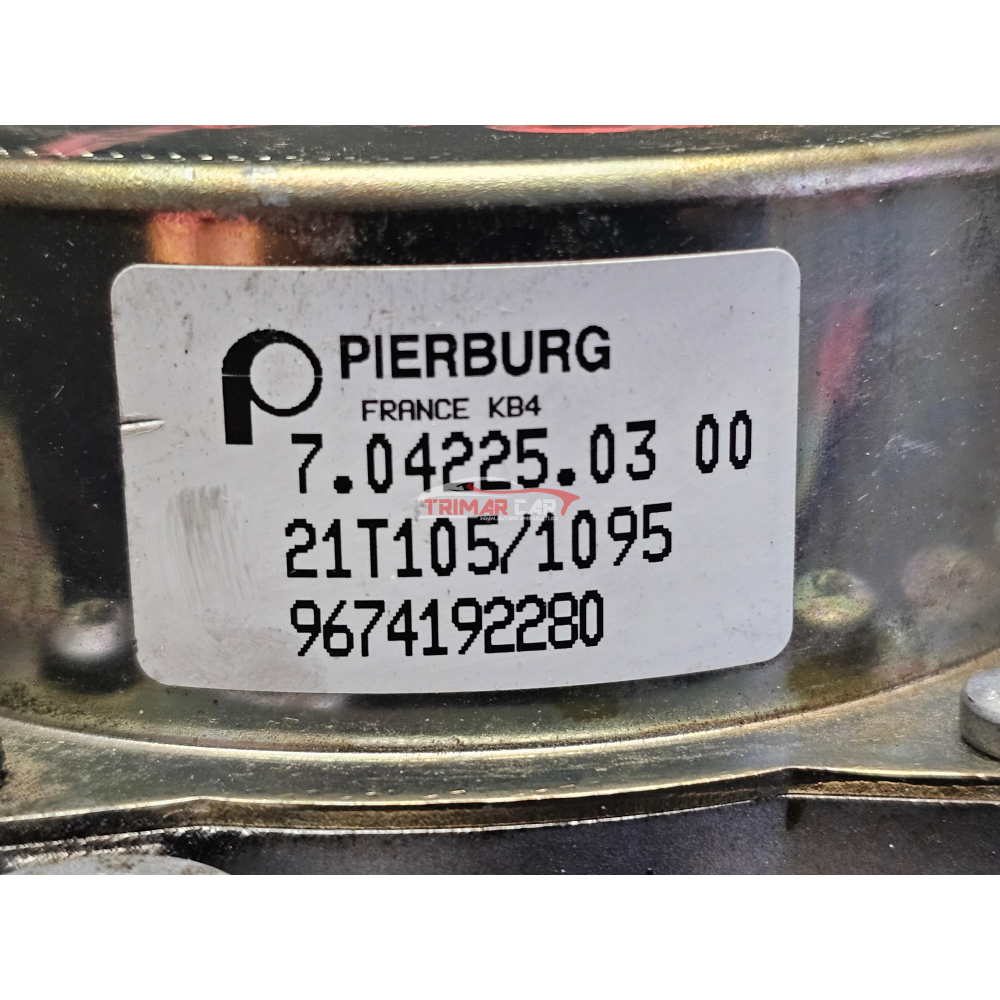 PIERBURG
FRANCE KB4
7.04225.03 00
TRIMAR CAR
21T105/1095
9674192280